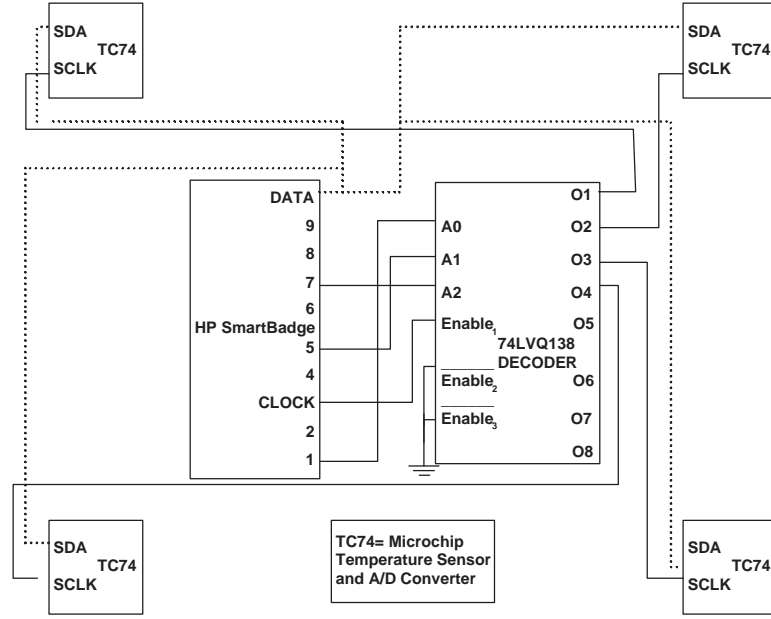 SDA
TC74
SCLK
SDA
TC74
SCLK
DATA
9
8
7
6
HP SmartBadge
5
4
CLOCK
2
1
A0
A1
A2
Enable1
74LVQ138
DECODER
Enable2
Enable3
O1
O2
O3
O4
O5
O6
O7
O8
SDA
TC74
SCLK
TC74= Microchip
Temperature Sensor
and A/D Converter
SDA
TC74
SCLK